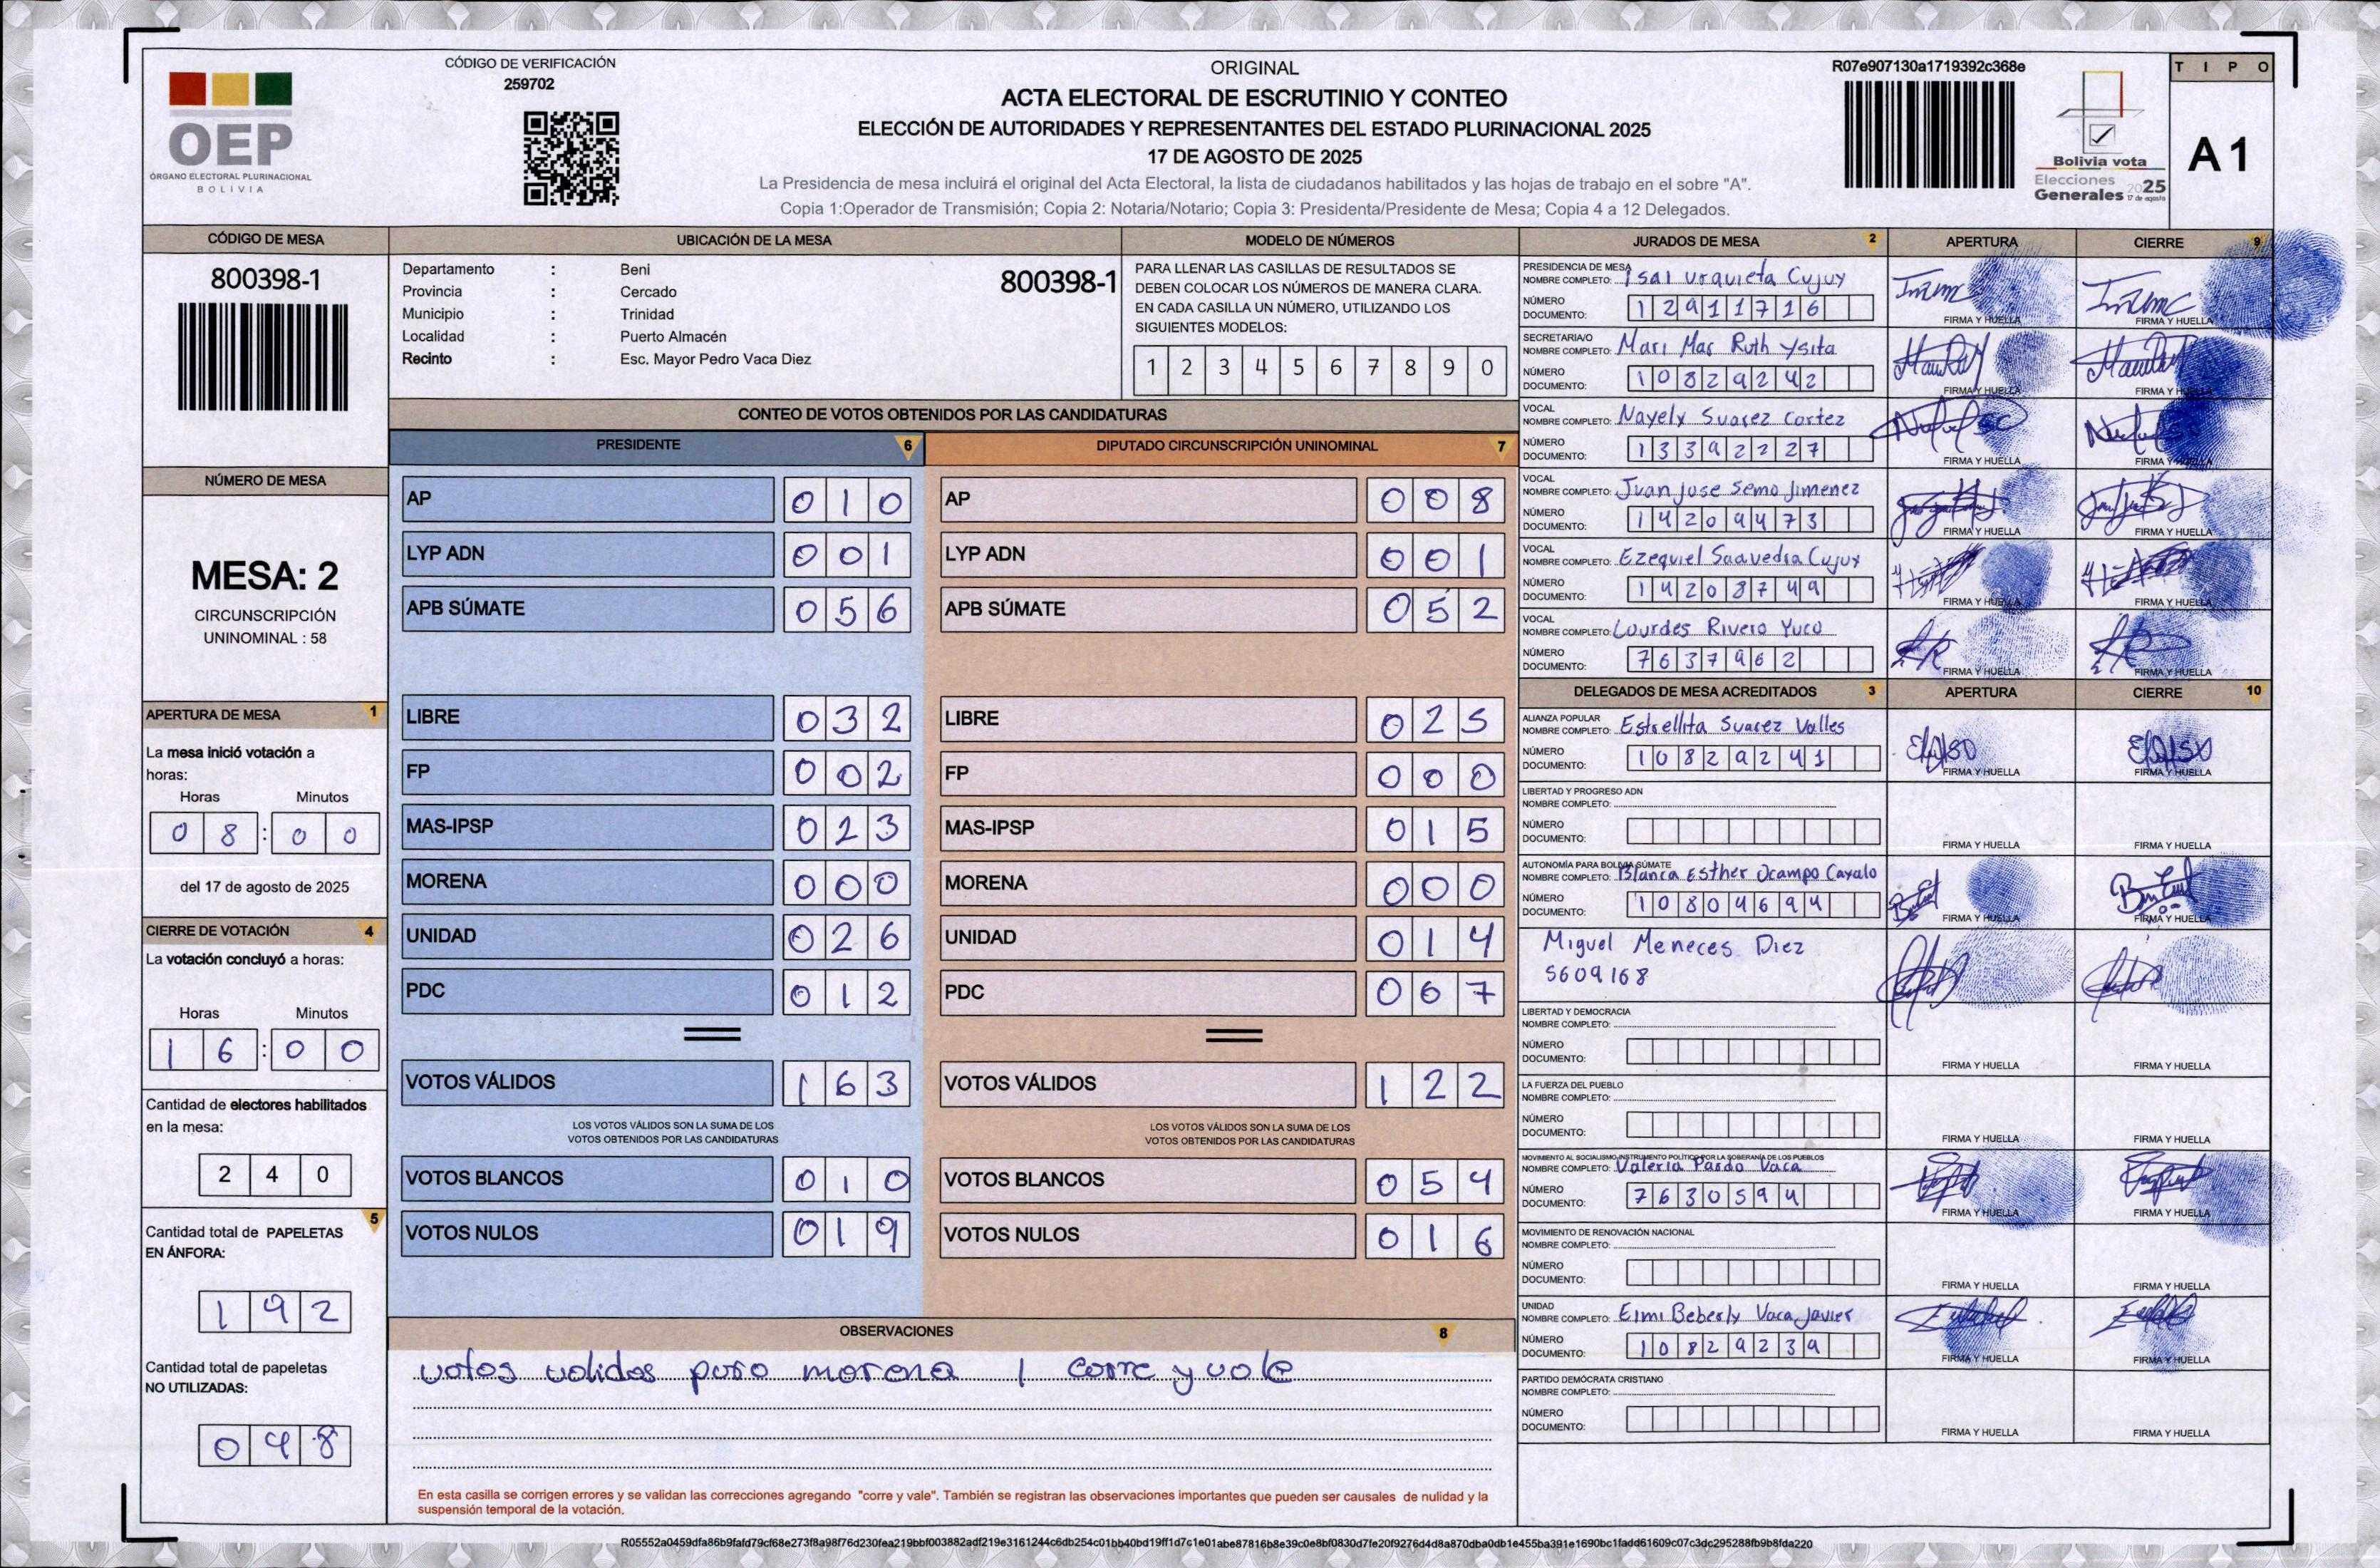 CÓDIGO DE VERIFICACIÓN
259702
OEP
ÓRGANO ELECTORAL PLURINACIONAL
BOLIVIA
ORIGINAL
ACTA ELECTORAL DE ESCRUTINIO Y CONTEO
ELECCIÓN DE AUTORIDADES Y REPRESENTANTES DEL ESTADO PLURINACIONAL 2025
17 DE AGOSTO DE 2025
La Presidencia de mesa incluirá el original del Acta Electoral, la lista de ciudadanos habilitados y las hojas de trabajo en el sobre "A".
Copia 1:Operador de Transmisión; Copia 2: Notaria/Notario; Copia 3: Presidenta/Presidente de Mesa; Copia 4 a 12 Delegados.
R07e907130a1719392c368e
Bolivia vota
Elecciones
Generales 2025
17 de agosto
TIPO
A1
CÓDIGO DE MESA
800398-1
NÚMERO DE MESA
MESA: 2
CIRCUNSCRIPCIÓN
UNINOMINAL : 58
APERTURA DE MESA 1
La mesa inició votación a
horas:
Horas Minutos
08:00
del 17 de agosto de 2025
CIERRE DE VOTACIÓN 4
La votación concluyó a horas:
Horas Minutos
16:00
Cantidad de electores habilitados
en la mesa:
240
5
Cantidad total de PAPELETAS
EN ÁNFORA:
192
Cantidad total de papeletas
NO UTILIZADAS:
048
UBICACIÓN DE LA MESA
Departamento : Beni
800398-1
Provincia : Cercado
Municipio : Trinidad
Localidad : Puerto Almacén
Recinto : Esc. Mayor Pedro Vaca Diez
MODELO DE NÚMEROS
PARA LLENAR LAS CASILLAS DE RESULTADOS SE
DEBEN COLOCAR LOS NÚMEROS DE MANERA CLARA.
EN CADA CASILLA UN NÚMERO, UTILIZANDO LOS
SIGUIENTES MODELOS:
1 2 3 4 5 6 7 8 9 0
CONTEO DE VOTOS OBTENIDOS POR LAS CANDIDATURAS
PRESIDENTE 6
AP 010
LYP ADN 001
APB SÚMATE 056
LIBRE 032
FP 002
MAS-IPSP 023
MORENA 000
UNIDAD 026
PDC 012
VOTOS VÁLIDOS 163
LOS VOTOS VÁLIDOS SON LA SUMA DE LOS
VOTOS OBTENIDOS POR LAS CANDIDATURAS
VOTOS BLANCOS 010
VOTOS NULOS 019
DIPUTADO CIRCUNSCRIPCIÓN UNINOMINAL 7
AP 008
LYP ADN 001
APB SÚMATE 052
LIBRE 025
FP 000
MAS-IPSP 015
MORENA 000
UNIDAD 014
PDC 007
VOTOS VÁLIDOS 122
LOS VOTOS VÁLIDOS SON LA SUMA DE LOS
VOTOS OBTENIDOS POR LAS CANDIDATURAS
VOTOS BLANCOS 054
VOTOS NULOS 016
OBSERVACIONES 8
votos validos para morena 1 corre y vale
En esta casilla se corrigen errores y se validan las correcciones agregando "corre y vale". También se registran las observaciones importantes que pueden ser causales de nulidad y la
suspensión temporal de la votación.
JURADOS DE MESA 2 APERTURA CIERRE 9
PRESIDENCIA DE MESA
NOMBRE COMPLETO: Isai Urquieta Cujuy
NÚMERO
DOCUMENTO: 12911716
FIRMA Y HUELLA FIRMA Y HUELLA
SECRETARIA/O
NOMBRE COMPLETO: Mari Mar Ruth Ysita
NÚMERO
DOCUMENTO: 10829242
FIRMA Y HUELLA FIRMA Y HUELLA
VOCAL
NOMBRE COMPLETO: Nayely Suarez Cortez
NÚMERO
DOCUMENTO: 13392227
FIRMA Y HUELLA FIRMA Y HUELLA
VOCAL
NOMBRE COMPLETO: Juan Jose Semo Jimenez
NÚMERO
DOCUMENTO: 14209473
FIRMA Y HUELLA FIRMA Y HUELLA
VOCAL
NOMBRE COMPLETO: Ezequiel Saavedra Cujuy
NÚMERO
DOCUMENTO: 14208749
FIRMA Y HUELLA FIRMA Y HUELLA
VOCAL
NOMBRE COMPLETO: Lourdes Rivero Yuco
NÚMERO
DOCUMENTO: 7637962
FIRMA Y HUELLA FIRMA Y HUELLA
DELEGADOS DE MESA ACREDITADOS 3 APERTURA CIERRE 10
ALIANZA POPULAR
NOMBRE COMPLETO: Estrellita Suarez Valles
NÚMERO
DOCUMENTO: 10829241
FIRMA Y HUELLA FIRMA Y HUELLA
LIBERTAD Y PROGRESO ADN
NOMBRE COMPLETO:
NÚMERO
DOCUMENTO:
FIRMA Y HUELLA FIRMA Y HUELLA
AUTONOMÍA PARA BOLIVIA SÚMATE
NOMBRE COMPLETO: Blanca Esther Ocampo Cayalo
NÚMERO
DOCUMENTO: 10804694
FIRMA Y HUELLA FIRMA Y HUELLA
Miguel Meneces Diez
5609168
LIBERTAD Y DEMOCRACIA
NOMBRE COMPLETO:
NÚMERO
DOCUMENTO:
FIRMA Y HUELLA FIRMA Y HUELLA
LA FUERZA DEL PUEBLO
NOMBRE COMPLETO:
NÚMERO
DOCUMENTO:
FIRMA Y HUELLA FIRMA Y HUELLA
MOVIMIENTO AL SOCIALISMO-INSTRUMENTO POLÍTICO POR LA SOBERANÍA DE LOS PUEBLOS
NOMBRE COMPLETO: Valeria Pardo Vaca
NÚMERO
DOCUMENTO: 7630594
FIRMA Y HUELLA FIRMA Y HUELLA
MOVIMIENTO DE RENOVACIÓN NACIONAL
NOMBRE COMPLETO:
NÚMERO
DOCUMENTO:
FIRMA Y HUELLA FIRMA Y HUELLA
UNIDAD
NOMBRE COMPLETO: Eimi Beberly Vaca Javier
NÚMERO
DOCUMENTO: 10829239
FIRMA Y HUELLA FIRMA Y HUELLA
PARTIDO DEMÓCRATA CRISTIANO
NOMBRE COMPLETO:
NÚMERO
DOCUMENTO:
FIRMA Y HUELLA FIRMA Y HUELLA